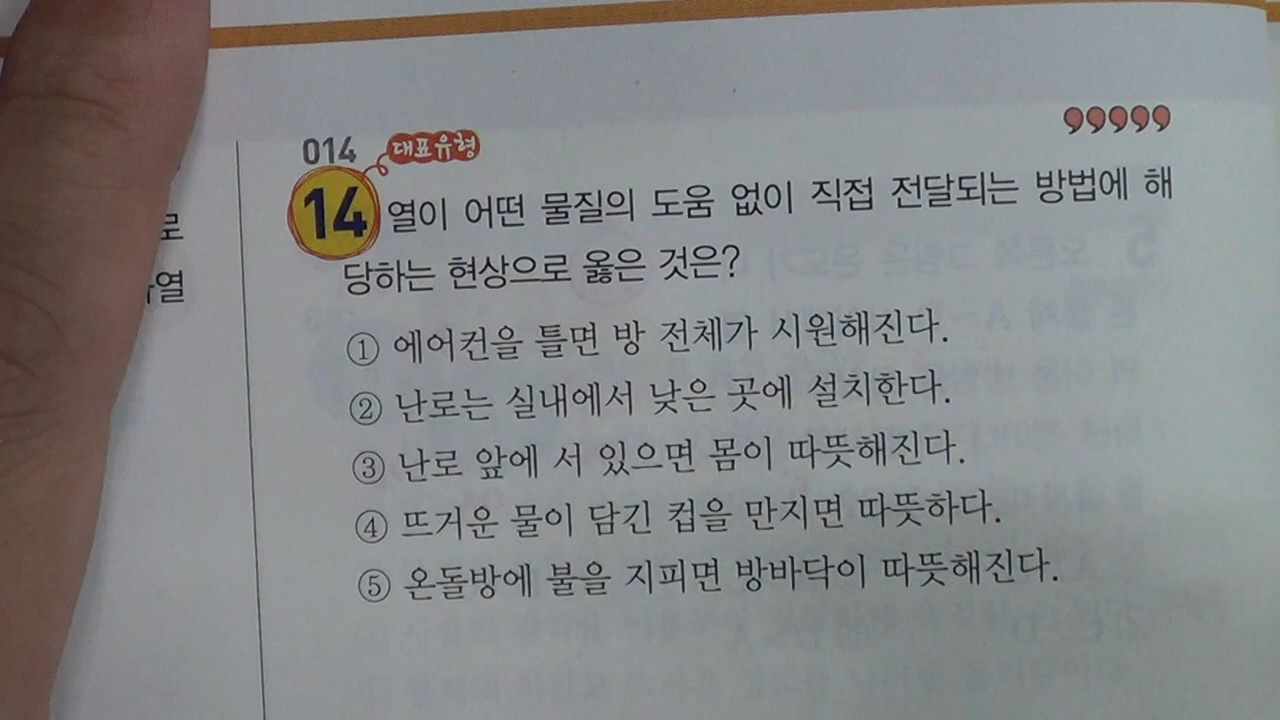 014 대표유형
14 열이 어떤 물질의 도움 없이 직접 전달되는 방법에 해
당하는 현상으로 옳은 것은?
① 에어컨을 틀면 방 전체가 시원해진다.
② 난로는 실내에서 낮은 곳에 설치한다.
③ 난로 앞에 서 있으면 몸이 따뜻해진다.
④ 뜨거운 물이 담긴 컵을 만지면 따뜻하다.
⑤ 온돌방에 불을 지피면 방바닥이 따뜻해진다.
로
열